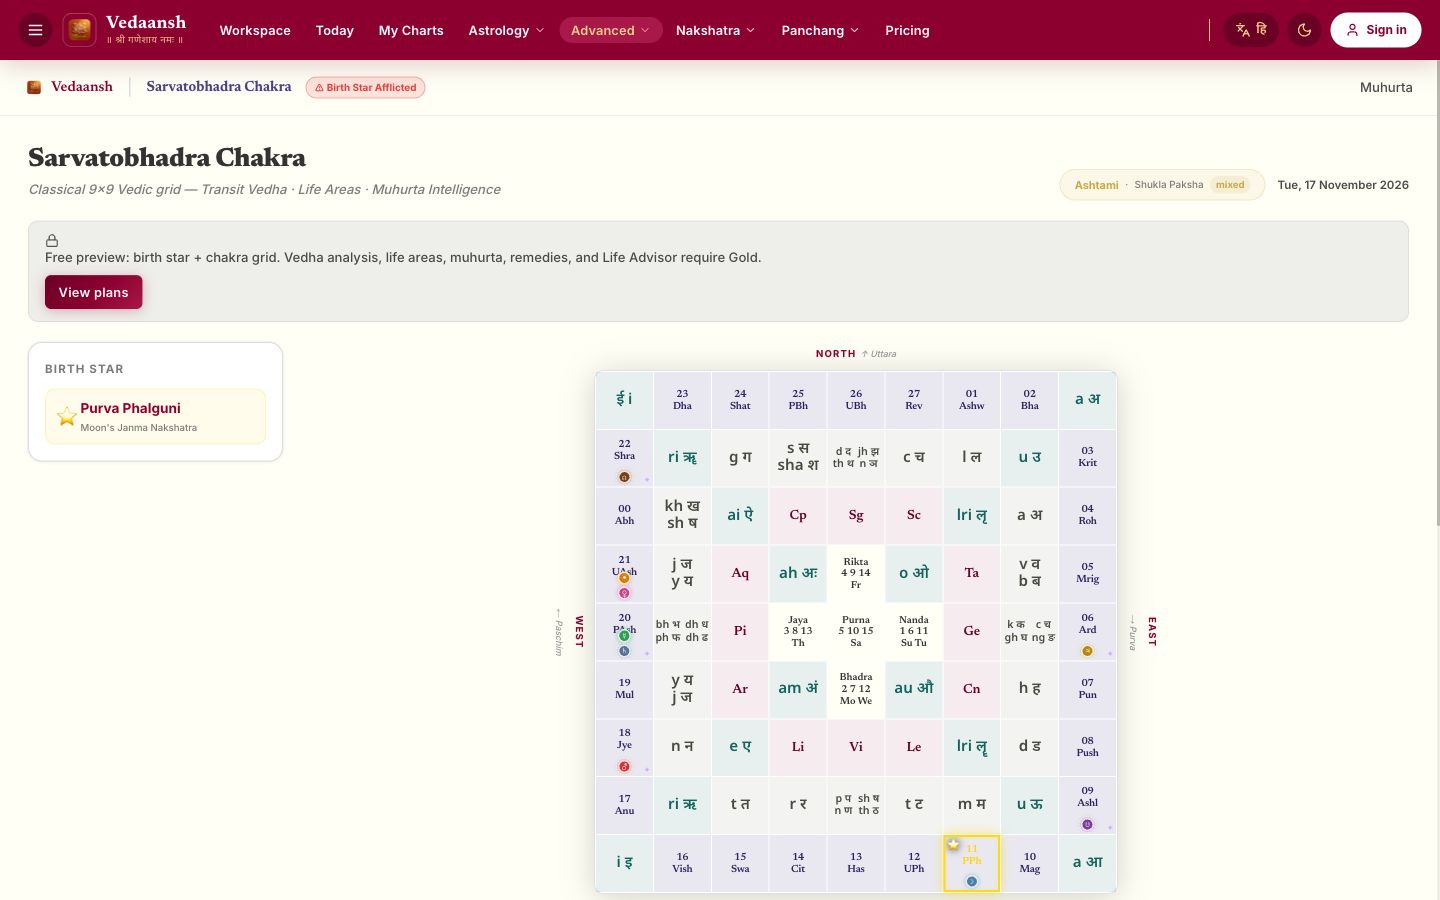 Vedaansh
॥ श्री गणेशाय नमः ॥
Workspace
Today
My Charts
Astrology
Advanced
Nakshatra
Panchang
Pricing
हि
Sign in
Vedaansh
Sarvatobhadra Chakra
Birth Star Afflicted
Muhurta
Sarvatobhadra Chakra
Classical 9×9 Vedic grid — Transit Vedha · Life Areas · Muhurta Intelligence
Ashtami · Shukla Paksha mixed
Tue, 17 November 2026
Free preview: birth star + chakra grid. Vedha analysis, life areas, muhurta, remedies, and Life Advisor require Gold.
View plans
BIRTH STAR
Purva Phalguni
Moon's Janma Nakshatra
NORTH ↑ Uttara
ई i
23 Dha
24 Shat
25 PBh
26 UBh
27 Rev
01 Ashw
02 Bha
a अ
22 Shra
ri ॠ
g ग
s स
sha श
d द jh झ
th थ n ञ
c च
l ल
u उ
03 Krit
00 Abh
kh ख
sh ष
ai ऐ
Cp
Sg
Sc
lri ऌ
a अ
04 Roh
21 UAsh
j ज
y य
Aq
ah अः
Rikta
4 9 14
Fr
o ओ
Ta
v व
b ब
05 Mrig
← Paschim
WEST
20 PAsh
bh भ dh ध
ph फ dh ढ
Pi
Jaya
3 8 13
Th
Purna
5 10 15
Sa
Nanda
1 6 11
Su Tu
Ge
k क c च
gh घ ng ङ
06 Ard
→ Purva
EAST
19 Mul
y य
j ज
Ar
am अं
Bhadra
2 7 12
Mo We
au औ
Cn
h ह
07 Pun
18 Jye
n न
e ए
Li
Vi
Le
lri ॡ
d ड
08 Push
17 Anu
ri ऋ
t त
r र
p प sh ष
n ण th ठ
t ट
m म
u ऊ
09 Ashl
i इ
16 Vish
15 Swa
14 Cit
13 Has
12 UPh
11 PPh
10 Mag
a आ